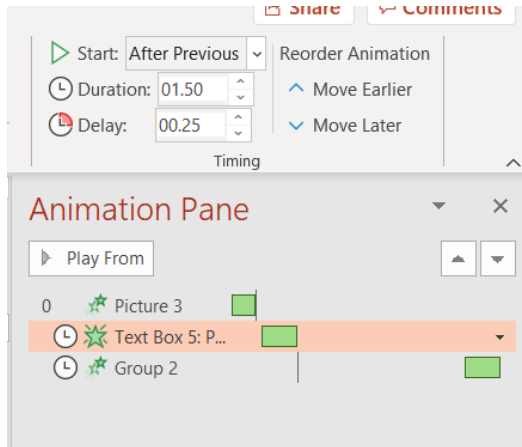 Share Comments
Start: After Previous Reorder Animation
Duration: 01.50 Move Earlier
Delay: 00.25 Move Later
Timing
Animation Pane
Play From
0 Picture 3
Text Box 5: P...
Group 2